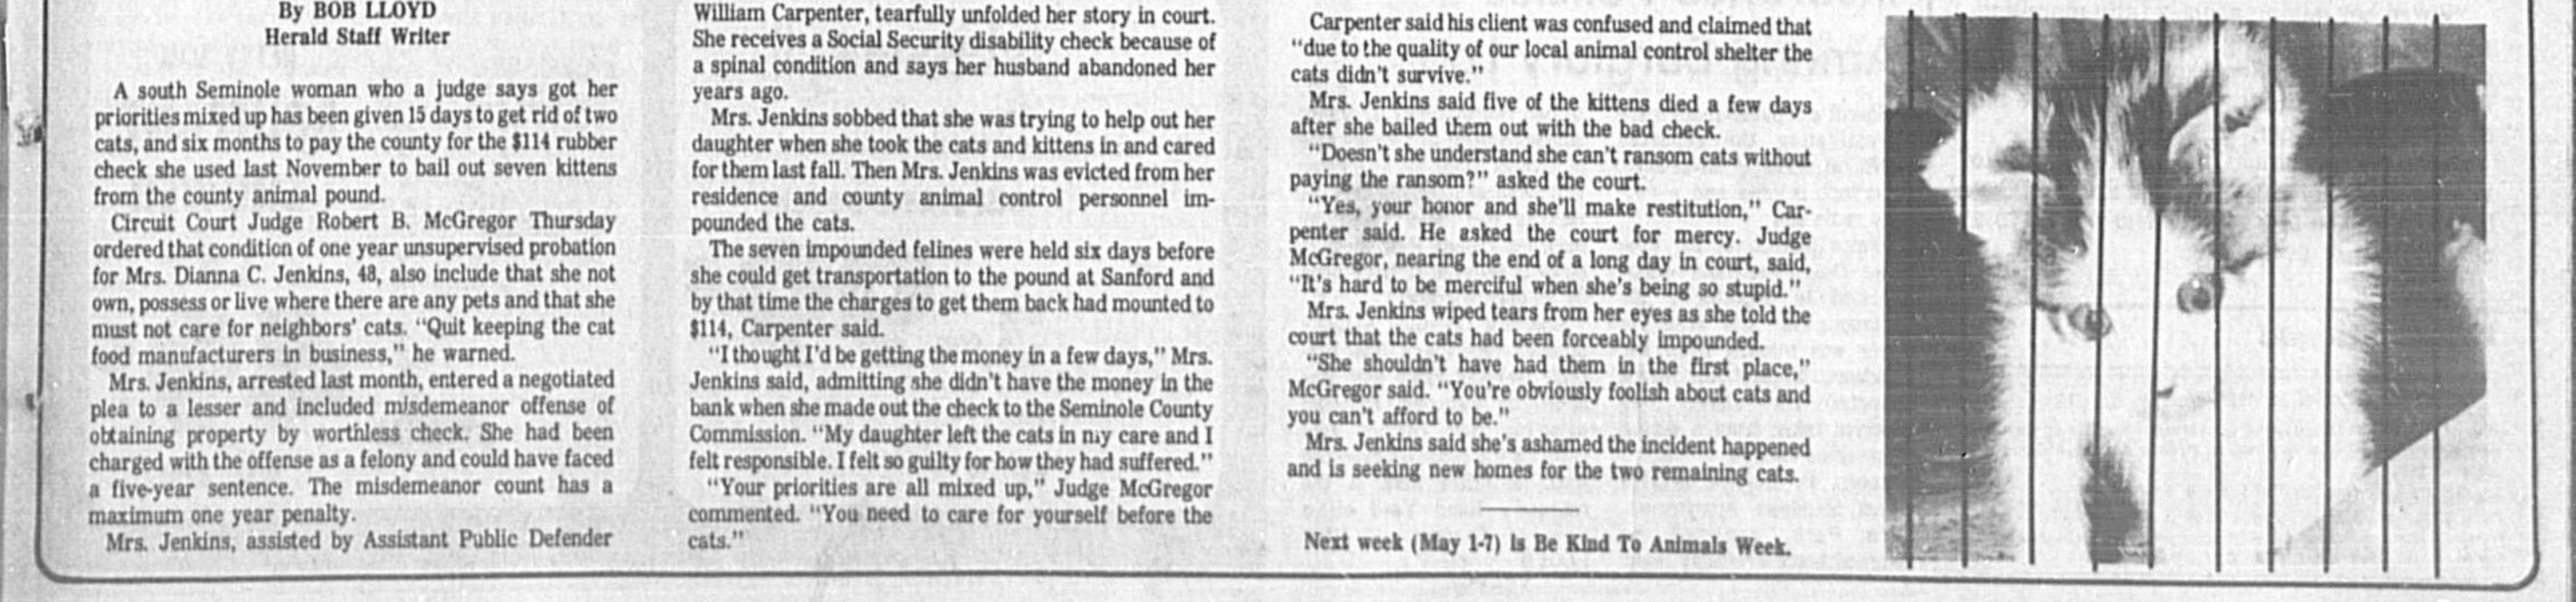 By BOB LLOYD
Herald Staff Writer
A south Seminole woman who a judge says got her
priorities mixed up has been given 15 days to get rid of two
cats, and six months to pay the county for the $114 rubber
check she used last November to bail out seven kittens
from the county animal pound.
Circuit Court Judge Robert B. McGregor Thursday
ordered that condition of one year unsupervised probation
for Mrs. Dianna C. Jenkins, 48, also include that she not
own, possess or live where there are any pets and that she
must not care for neighbors' cats. "Quit keeping the cat
food manufacturers in business," he warned.
Mrs. Jenkins, arrested last month, entered a negotiated
plea to a lesser and included misdemeanor offense of
obtaining property by worthless check. She had been
charged with the offense as a felony and could have faced
a five-year sentence. The misdemeanor count has a
maximum one year penalty.
Mrs. Jenkins, assisted by Assistant Public Defender
William Carpenter, tearfully unfolded her story in court.
She receives a Social Security disability check because of
a spinal condition and says her husband abandoned her
years ago.
Mrs. Jenkins sobbed that she was trying to help out her
daughter when she took the cats and kittens in and cared
for them last fall. Then Mrs. Jenkins was evicted from her
residence and county animal control personnel im-
pounded the cats.
The seven impounded felines were held six days before
she could get transportation to the pound at Sanford and
by that time the charges to get them back had mounted to
$114, Carpenter said.
"I thought I'd be getting the money in a few days," Mrs.
Jenkins said, admitting she didn't have the money in the
bank when she made out the check to the Seminole County
Commission. "My daughter left the cats in my care and I
felt responsible. I felt so guilty for how they had suffered."
"Your priorities are all mixed up," Judge McGregor
commented. "You need to care for yourself before the
cats."
Carpenter said his client was confused and claimed that
"due to the quality of our local animal control shelter the
cats didn't survive."
Mrs. Jenkins said five of the kittens died a few days
after she bailed them out with the bad check.
"Doesn't she understand she can't ransom cats without
paying the ransom?" asked the court.
"Yes, your honor and she'll make restitution," Car-
penter said. He asked the court for mercy. Judge
McGregor, nearing the end of a long day in court, said,
"It's hard to be merciful when she's being so stupid."
Mrs. Jenkins wiped tears from her eyes as she told the
court that the cats had been forceably impounded.
"She shouldn't have had them in the first place,"
McGregor said. "You're obviously foolish about cats and
you can't afford to be."
Mrs. Jenkins said she's ashamed the incident happened
and is seeking new homes for the two remaining cats.
Next week (May 1-7) is Be Kind To Animals Week.